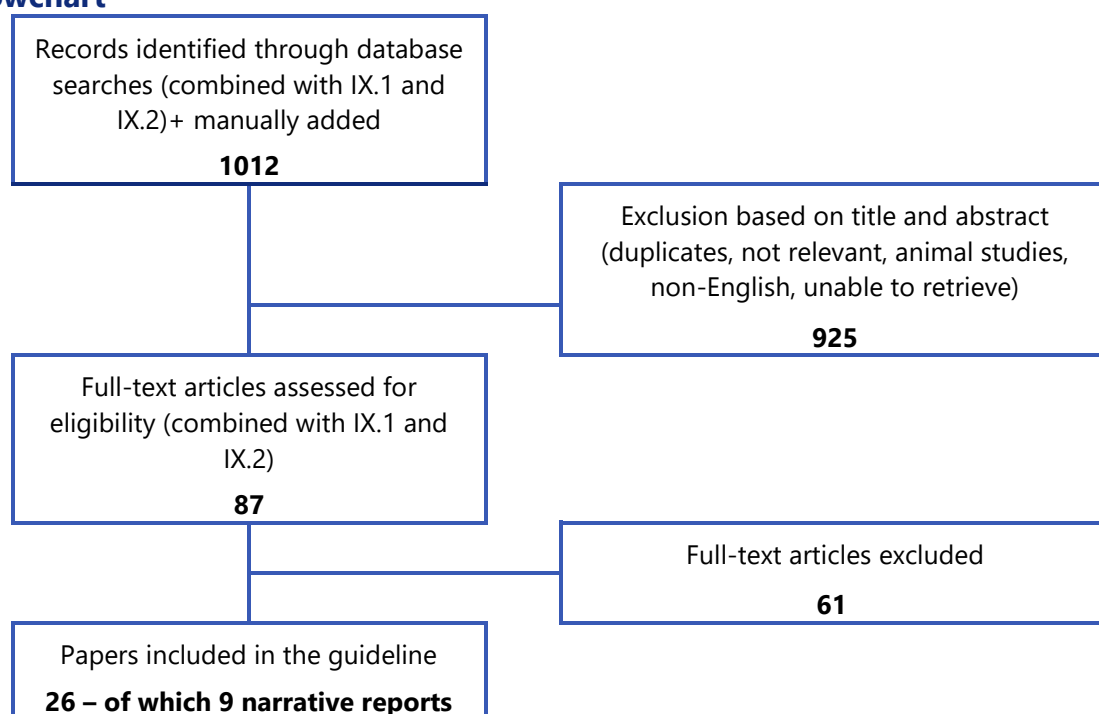 Records identified through database
searches (combined with IX.1 and
IX.2)+ manually added
1012
Exclusion based on title and abstract
(duplicates, not relevant, animal studies,
non-English, unable to retrieve)
925
Full-text articles assessed for
eligibility (combined with IX.1 and
IX.2)
87
Full-text articles excluded
61
Papers included in the guideline
26 – of which 9 narrative reports